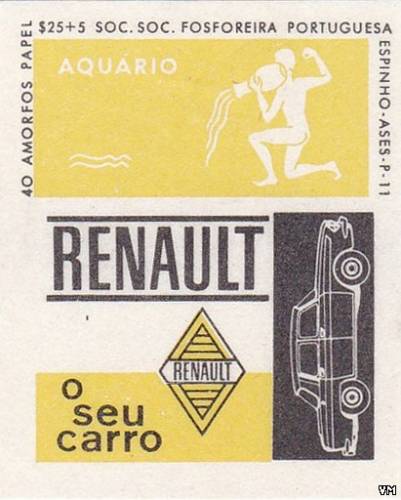 $25+5 SOC. SOC. FOSFOREIRA PORTUGUESA
40 AMORFOS PAPEL
ESPINHO-ASES-P-11
AQUÁRIO
RENAULT
RENAULT
o
seu
carro
VM